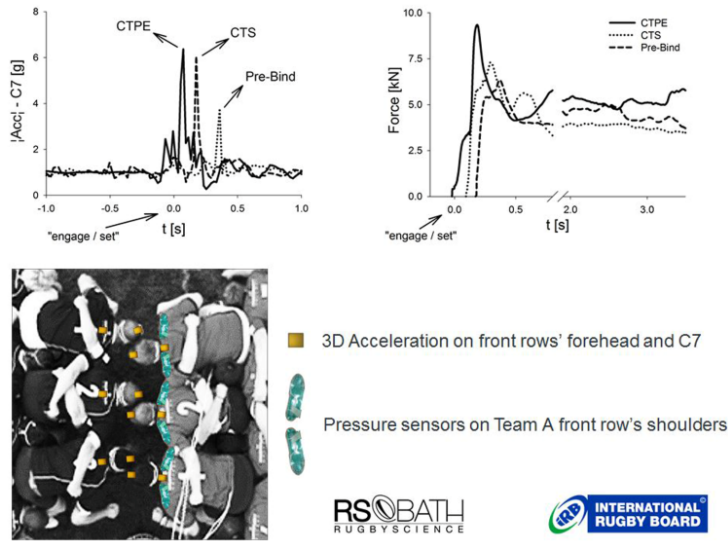 CTPE
CTS
Pre-Bind
|Acc| - C7 [g]
8
6
4
2
0
-1.0
-0.5
0.0
0.5
1.0
"engage / set"
t [s]
CTPE
CTS
Pre-Bind
Force [kN]
10.0
7.5
5.0
2.5
0.0
0.0
0.5
2.0
3.0
"engage / set"
t [s]
3D Acceleration on front rows' forehead and C7
Pressure sensors on Team A front row's shoulders
RS BATH
RUGBYSCIENCE
iRB
INTERNATIONAL
RUGBY BOARD
©